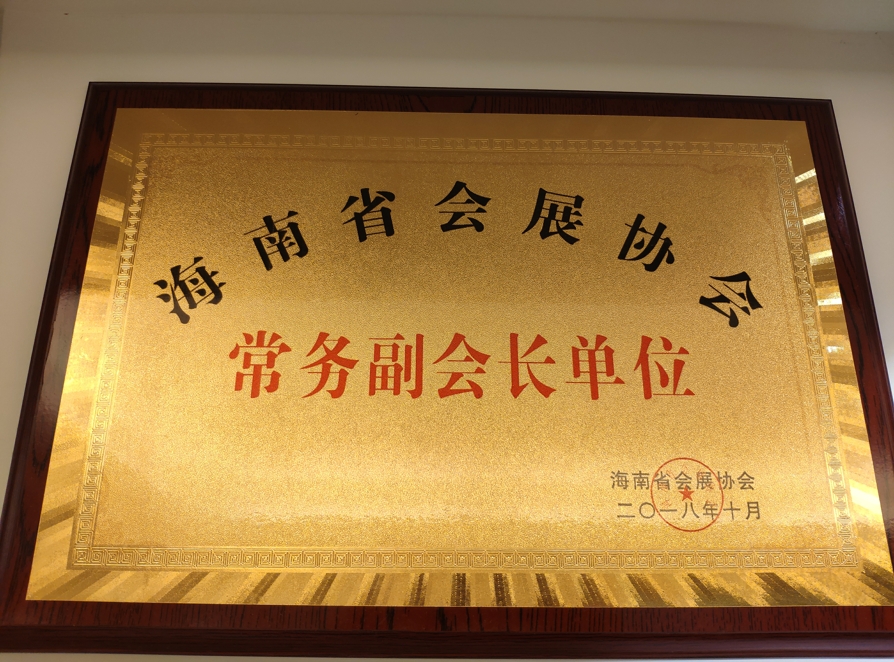 海南省会展协会
常务副会长单位
海南省会展协会
二〇一八年十月